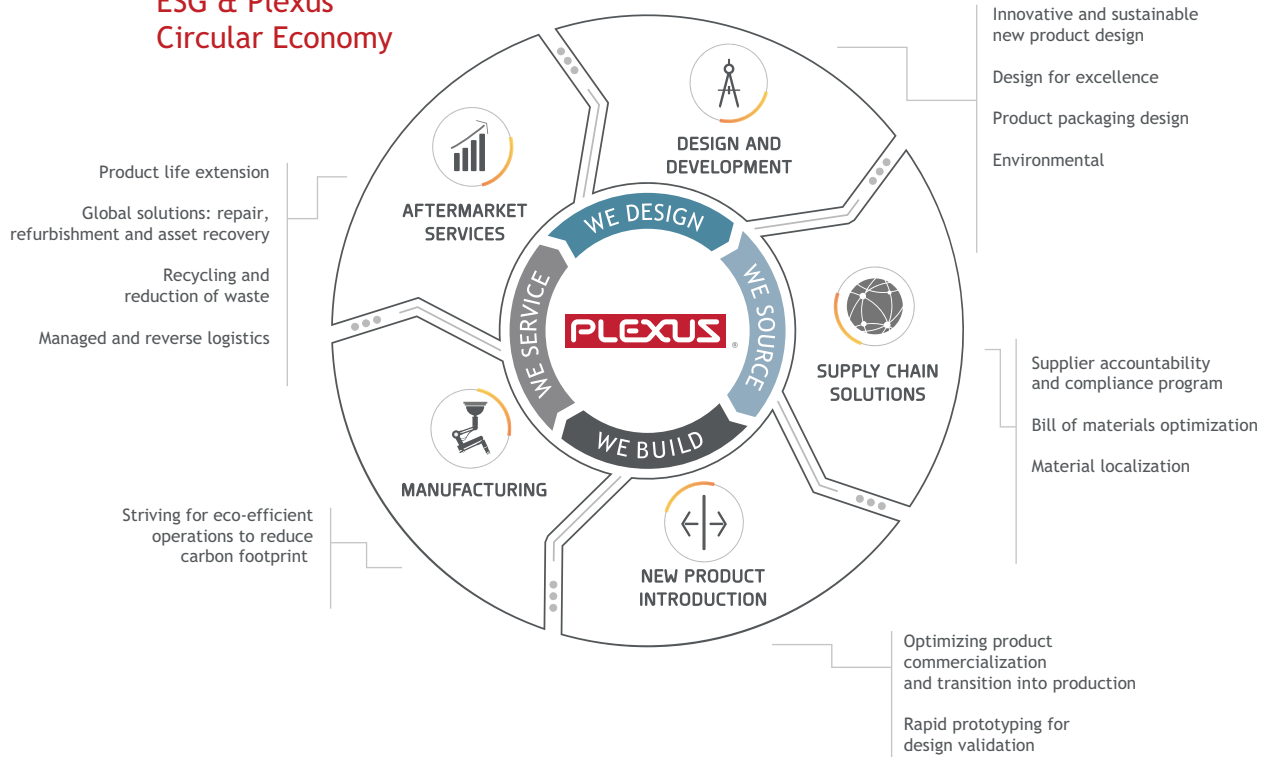 ESG & Plexus
Circular Economy
Innovative and sustainable
new product design
Design for excellence
Product packaging design
Environmental
DESIGN AND
DEVELOPMENT
Product life extension
Global solutions: repair,
refurbishment and asset recovery
Recycling and
reduction of waste
Managed and reverse logistics
AFTERMARKET
SERVICES
WE DESIGN
WE SOURCE
WE BUILD
WE SERVICE
PLEXUS
®
SUPPLY CHAIN
SOLUTIONS
Supplier accountability
and compliance program
Bill of materials optimization
Material localization
MANUFACTURING
Striving for eco-efficient
operations to reduce
carbon footprint
NEW PRODUCT
INTRODUCTION
Optimizing product
commercialization
and transition into production
Rapid prototyping for
design validation